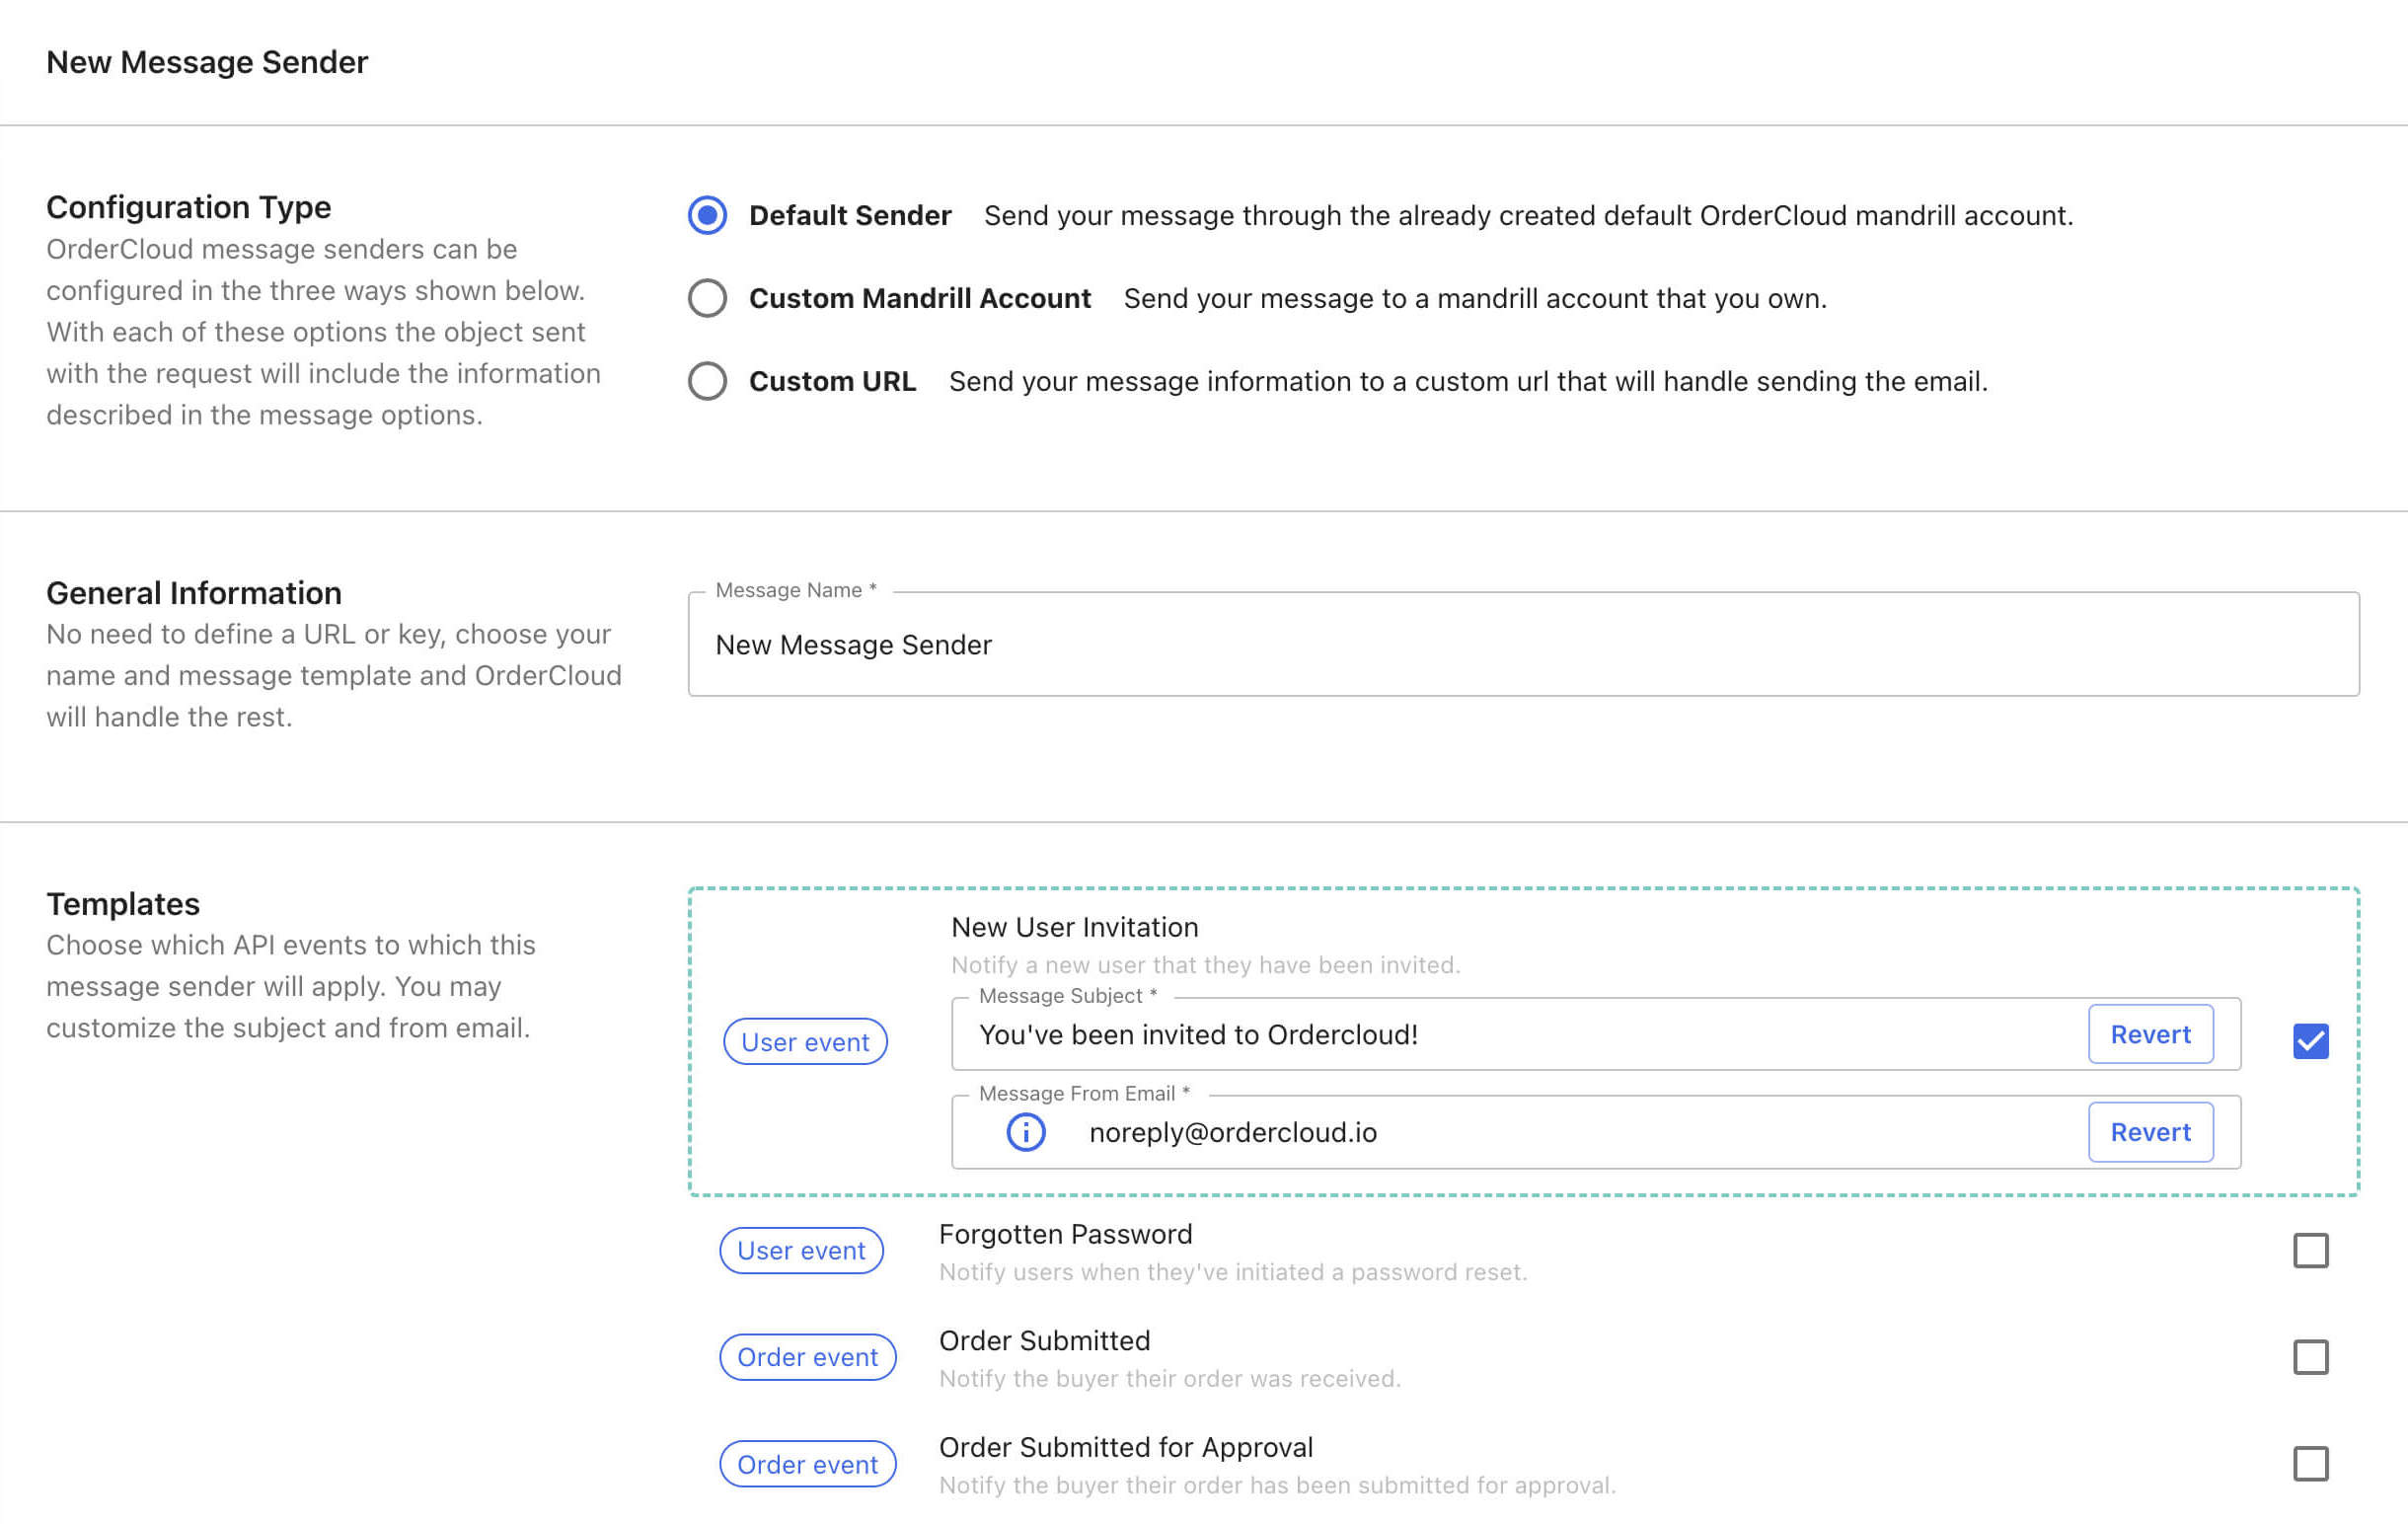 New Message Sender
Configuration Type
OrderCloud message senders can be
configured in the three ways shown below.
With each of these options the object sent
with the request will include the information
described in the message options.
Default Sender Send your message through the already created default OrderCloud mandrill account.
Custom Mandrill Account Send your message to a mandrill account that you own.
Custom URL Send your message information to a custom url that will handle sending the email.
General Information
No need to define a URL or key, choose your
name and message template and OrderCloud
will handle the rest.
Message Name *
New Message Sender
Templates
Choose which API events to which this
message sender will apply. You may
customize the subject and from email.
User event
New User Invitation
Notify a new user that they have been invited.
Message Subject *
You've been invited to Ordercloud! Revert
Message From Email *
noreply@ordercloud.io Revert
User event
Forgotten Password
Notify users when they've initiated a password reset.
Order event
Order Submitted
Notify the buyer their order was received.
Order event
Order Submitted for Approval
Notify the buyer their order has been submitted for approval.